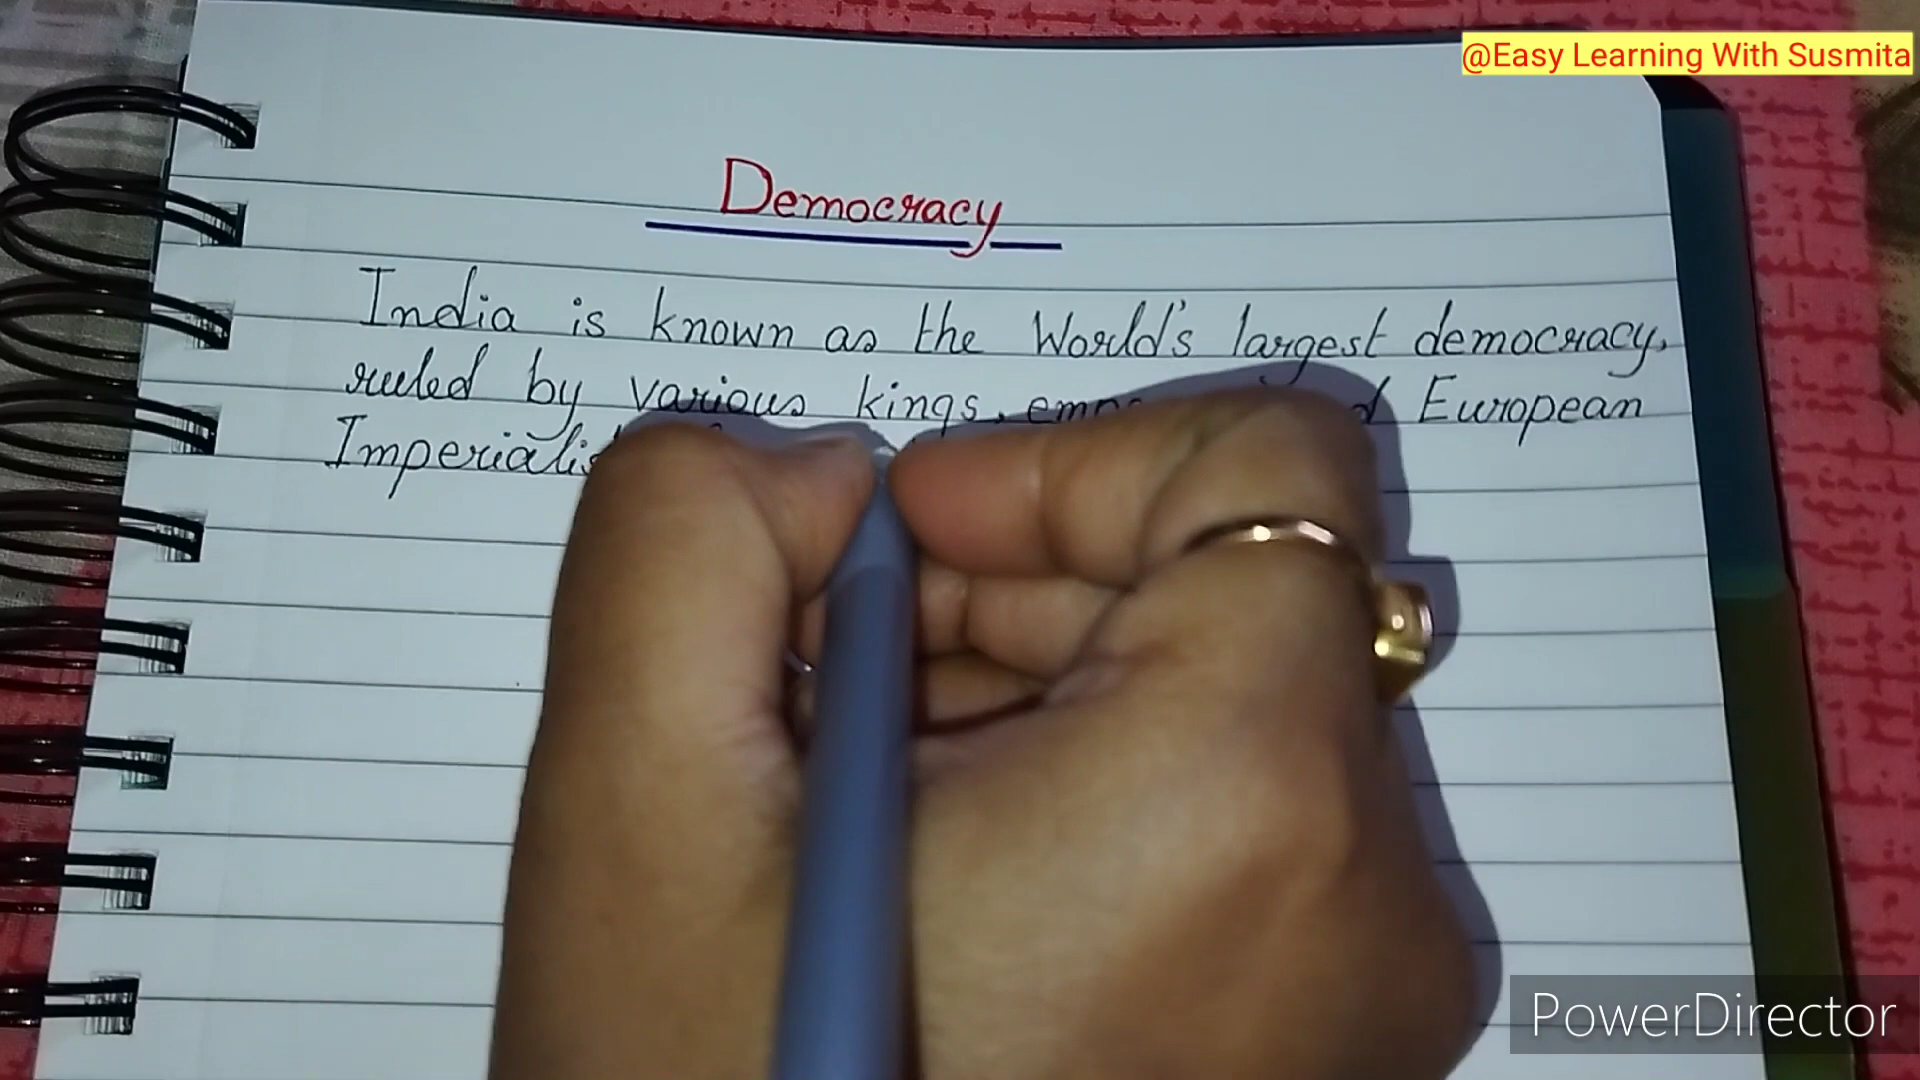 @Easy Learning With Susmita
Democracy
India is known as the World's largest democracy,
ruled by various kings, European
PowerDirector